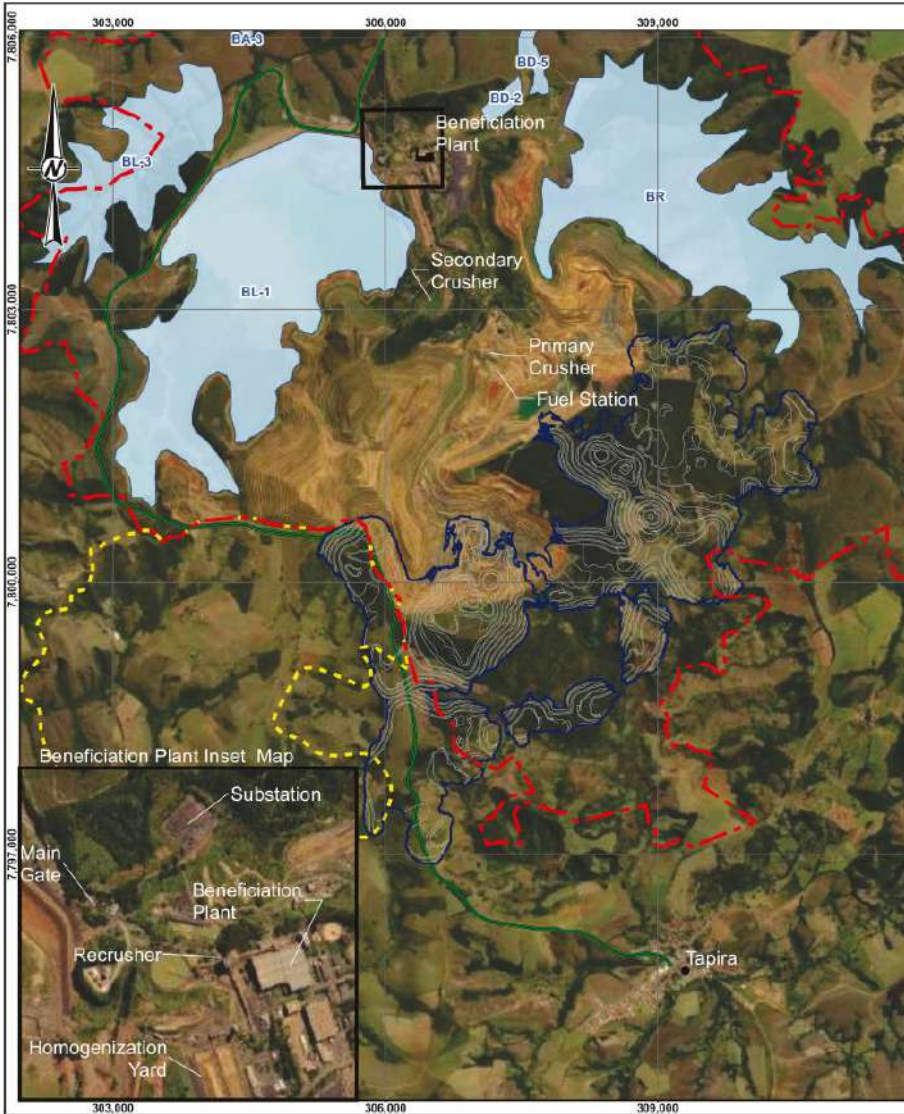 303,000
306,000
309,000
7,806,000
BA-3
BD-5
BD-2
Beneficiation
Plant
N
BL-3
BR
Secondary
Crusher
BL-1
7,803,000
Primary
Crusher
Fuel Station
7,800,000
Beneficiation Plant Inset Map
Substation
7,797,000
Main
Gate
Beneficiation
Plant
Recrusher
Tapira
Homogenization
Yard
303,000
306,000
309,000